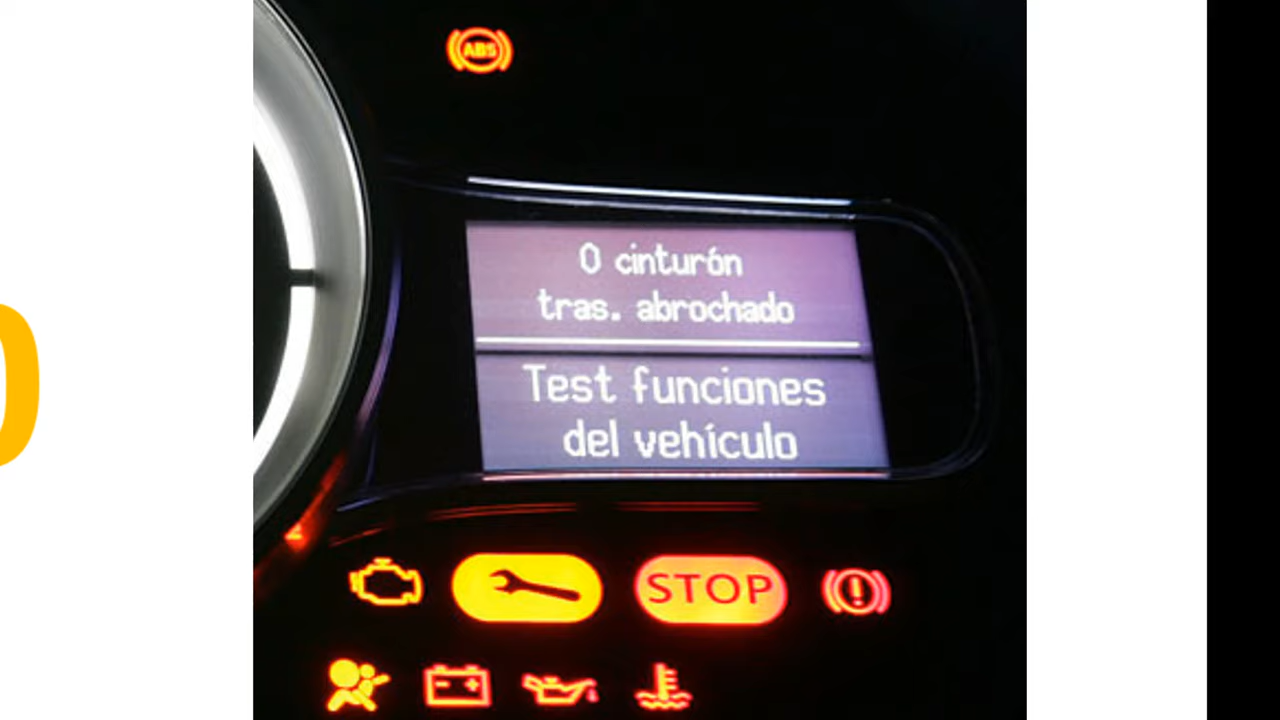 ABS
0 cinturón
tras. abrochado
Test funciones
del vehículo
STOP